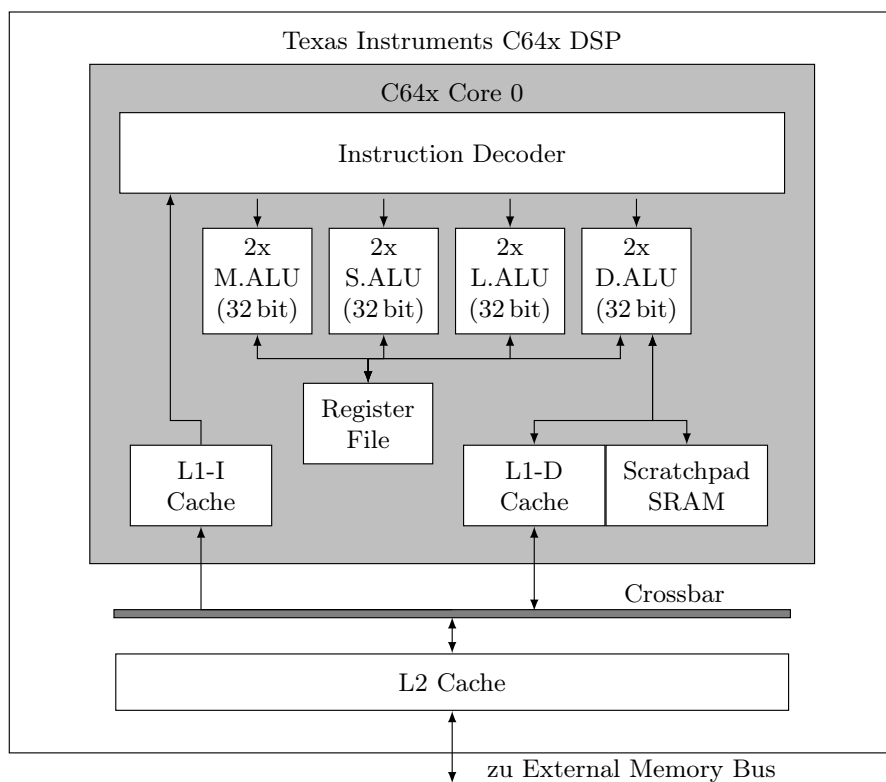 Texas Instruments C64x DSP
C64x Core 0
Instruction Decoder
2x
M.ALU
(32 bit)
2x
S.ALU
(32 bit)
2x
L.ALU
(32 bit)
2x
D.ALU
(32 bit)
Register
File
L1-I
Cache
L1-D
Cache
Scratchpad
SRAM
Crossbar
L2 Cache
zu External Memory Bus